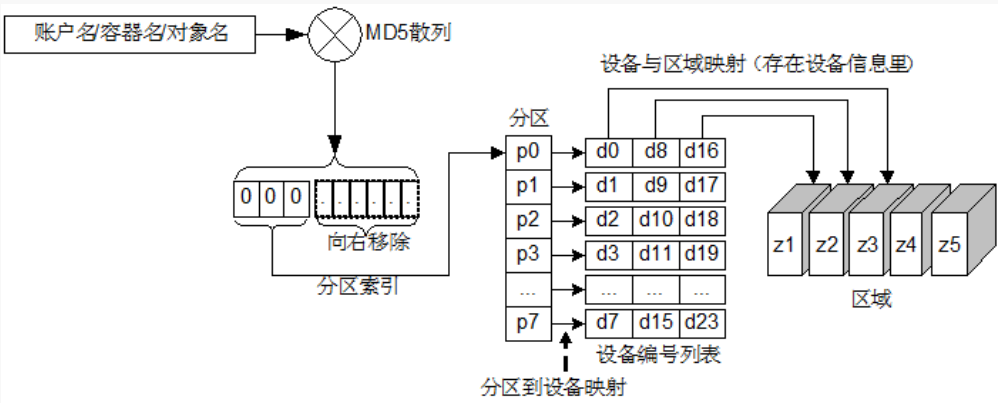 账户名/容器名/对象名
MD5散列
设备与区域映射（存在设备信息里）
分区
p0 d0 d8 d16
p1 d1 d9 d17
0 0 0 . . . . . .
p2 d2 d10 d18
z1 z2 z3 z4 z5
向右移除
p3 d3 d11 d19
分区索引
... ... ... ...
区域
p7 d7 d15 d23
设备编号列表
分区到设备映射